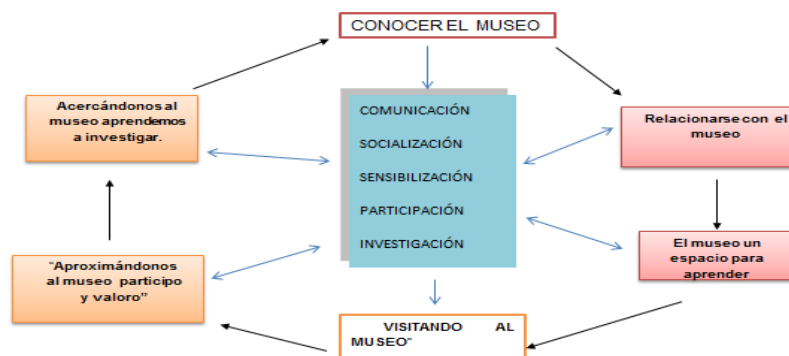 CONOCER EL MUSEO
Acercándonos al
museo aprendemos
a investigar.
COMUNICACIÓN
SOCIALIZACIÓN
SENSIBILIZACIÓN
PARTICIPACIÓN
INVESTIGACIÓN
Relacionarse con el
museo
"Aproximándonos
al museo participo
y valoro"
El museo un
espacio para
aprender
VISITANDO AL
MUSEO"